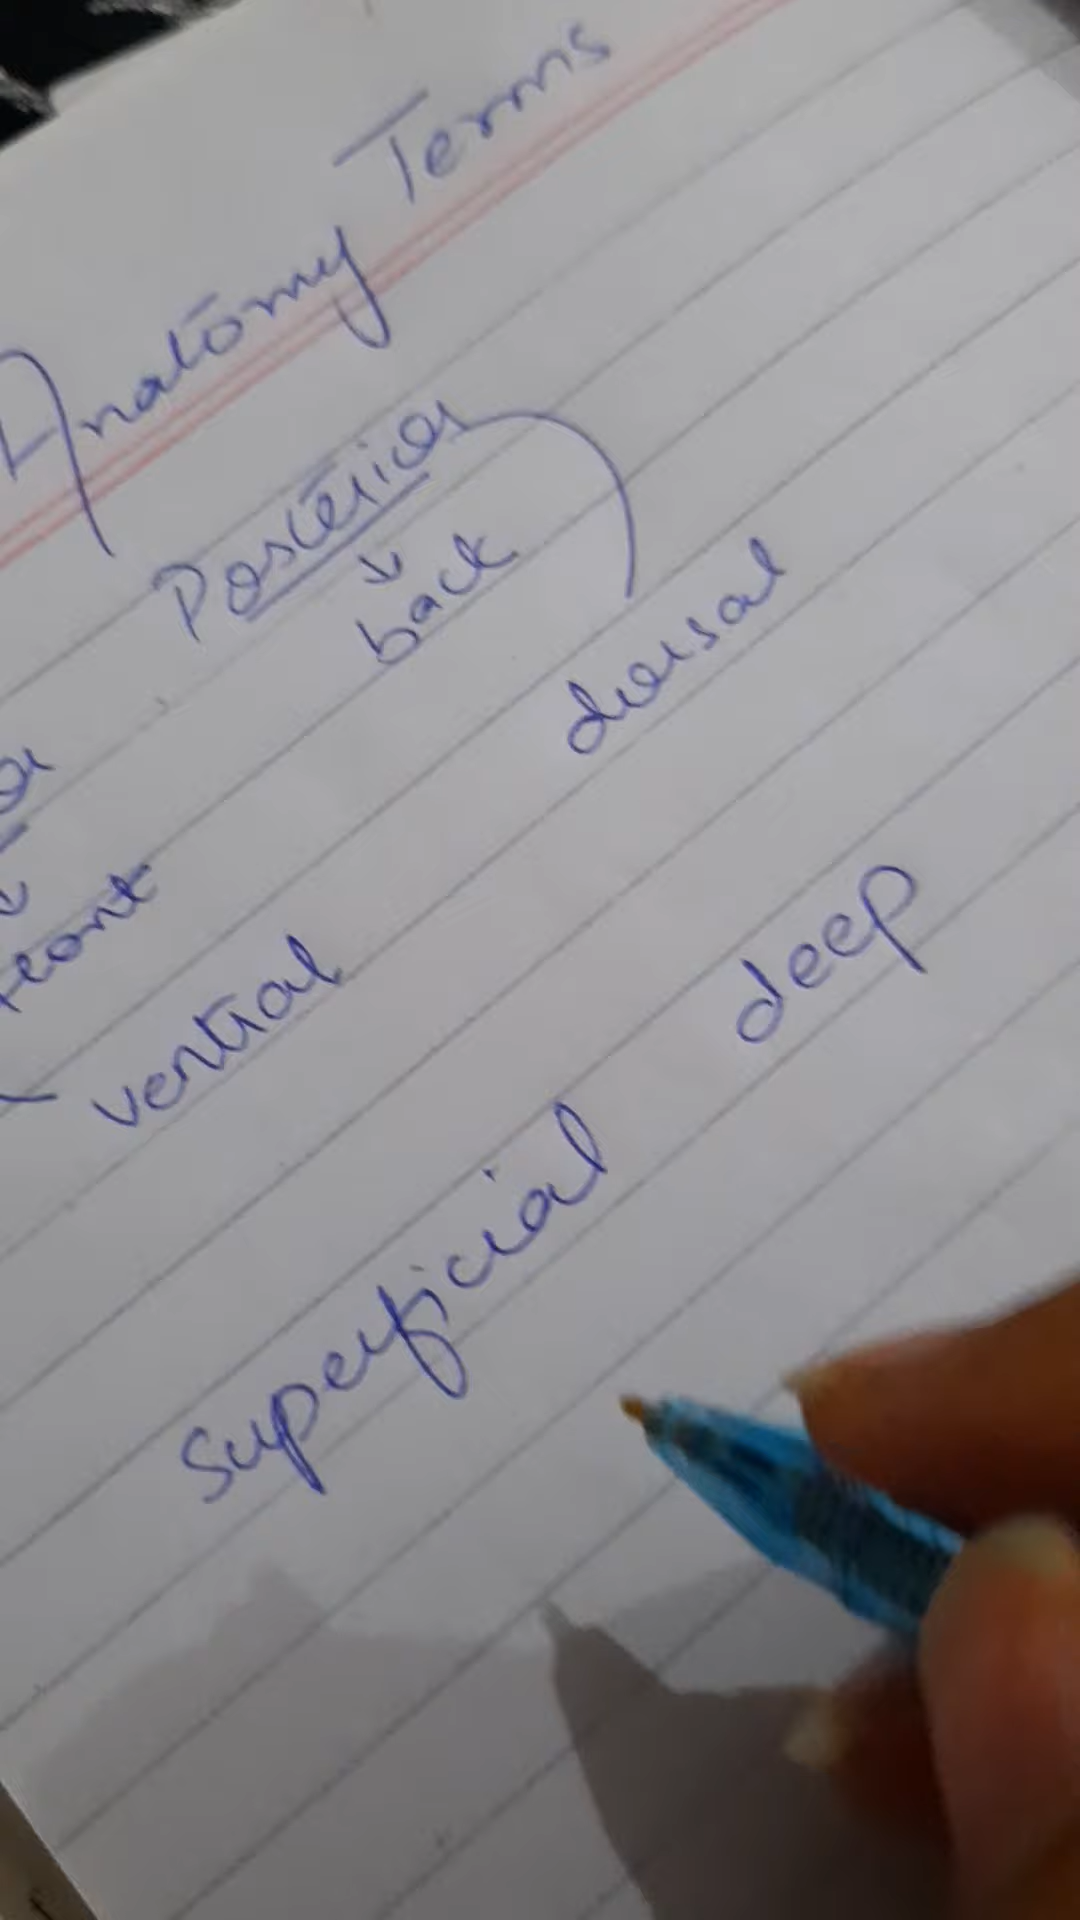 Anatomy Terms
Posterior
↓
back
↓
front
ventral dorsal
Superficial deep